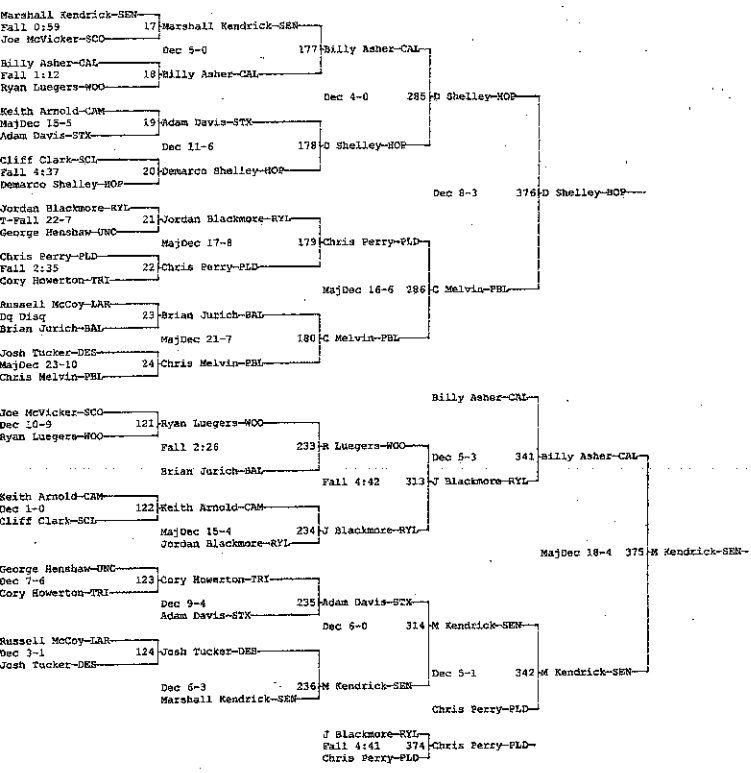 Marshall Kendrick-SEN
Fall 0:59 17 Marshall Kendrick-SEN
Joe McVicker-SCO
Dec 5-0 177 Billy Asher-CAL
Billy Asher-CAL
Fall 1:12 18 Billy Asher-CAL
Ryan Luegers-WOO
Dec 4-0 285 D Shelley-HOP
Keith Arnold-CAM
MajDec 15-5 19 Adam Davis-STX
Adam Davis-STX
Dec 11-6 178 D Shelley-HOP
Cliff Clark-SCL
Fall 4:37 20 Demarco Shelley-HOP
Demarco Shelley-HOP
Dec 8-3 376 D Shelley-HOP
Jordan Blackmore-RYL
T-Fall 22-7 21 Jordan Blackmore-RYL
George Henshaw-UNC
MajDec 17-8 179 Chris Perry-PLD
Chris Perry-PLD
Fall 2:35 22 Chris Perry-PLD
Cory Howerton-TRI
MajDec 16-6 286 C Melvin-PBL
Russell McCoy-LAR
Dq Disq 23 Brian Jurich-BAL
Brian Jurich-BAL
MajDec 21-7 180 C Melvin-PBL
Josh Tucker-DES
MajDec 23-10 24 Chris Melvin-PBL
Chris Melvin-PBL
Billy Asher-CAL
Joe McVicker-SCO
Dec 10-9 121 Ryan Luegers-WOO
Ryan Luegers-WOO
Fall 2:26 233 R Luegers-WOO
Dec 5-3 341 Billy Asher-CAL
Brian Jurich-BAL
Fall 4:42 313 J Blackmore-RYL
Keith Arnold-CAM
Dec 1-0 122 Keith Arnold-CAM
Cliff Clark-SCL
MajDec 15-4 234 J Blackmore-RYL
Jordan Blackmore-RYL
MajDec 18-4 375 M Kendrick-SEN
George Henshaw-UNC
Dec 7-6 123 Cory Howerton-TRI
Cory Howerton-TRI
Dec 9-4 235 Adam Davis-STX
Adam Davis-STX
Dec 6-0 314 M Kendrick-SEN
Russell McCoy-LAR
Dec 3-1 124 Josh Tucker-DES
Josh Tucker-DES
Dec 5-1 342 M Kendrick-SEN
Dec 6-3 236 M Kendrick-SEN
Marshall Kendrick-SEN
Chris Perry-PLD
J Blackmore-RYL
Fall 4:41 374 Chris Perry-PLD
Chris Perry-PLD